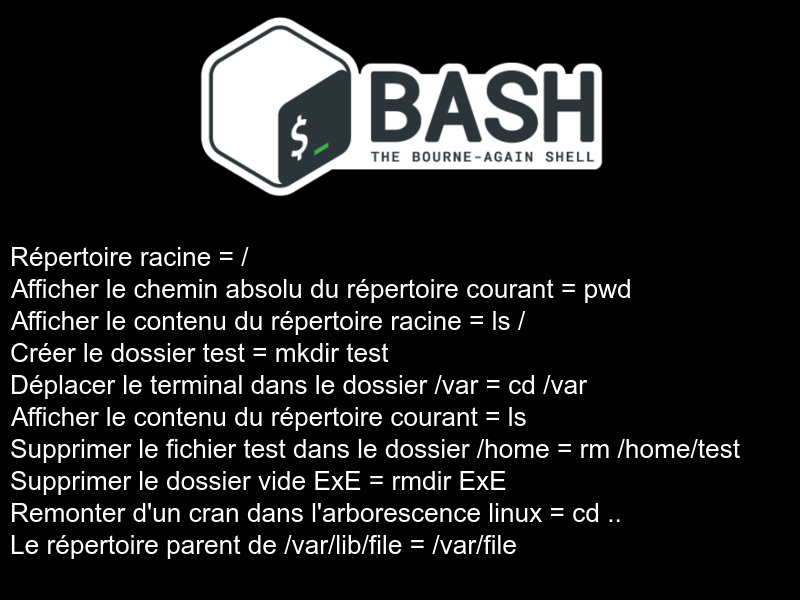 $_
BASH
THE BOURNE-AGAIN SHELL
Répertoire racine = /
Afficher le chemin absolu du répertoire courant = pwd
Afficher le contenu du répertoire racine = ls /
Créer le dossier test = mkdir test
Déplacer le terminal dans le dossier /var = cd /var
Afficher le contenu du répertoire courant = ls
Supprimer le fichier test dans le dossier /home = rm /home/test
Supprimer le dossier vide ExE = rmdir ExE
Remonter d'un cran dans l'arborescence linux = cd ..
Le répertoire parent de /var/lib/file = /var/file